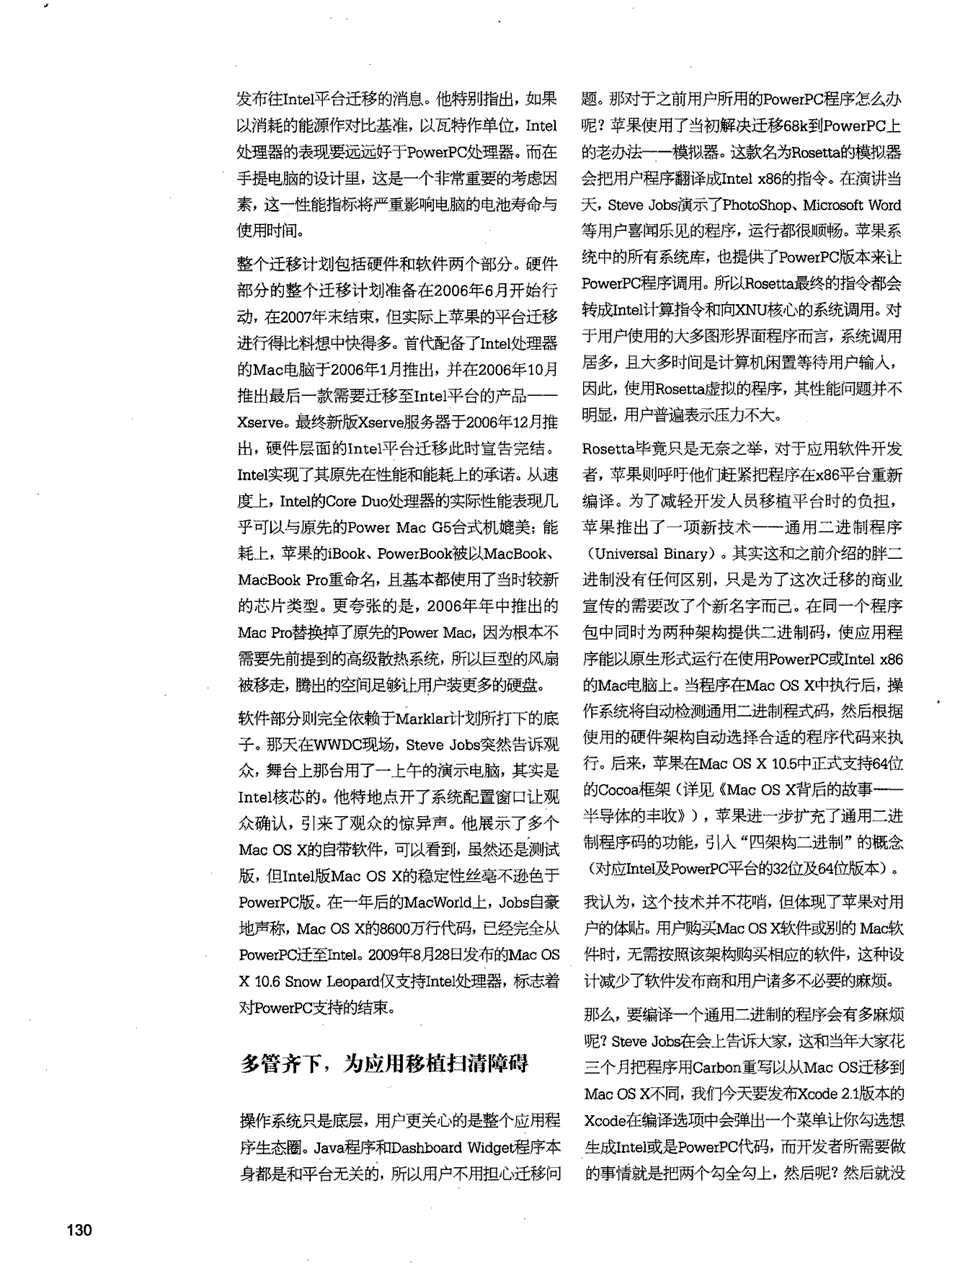 发布往Intel平台迁移的消息。他特别指出，如果
以消耗的能源作对比基准，以瓦特作单位，Intel
处理器的表现要远远好于PowerPC处理器。而在
手提电脑的设计里，这是一个非常重要的考虑因
素，这一性能指标将严重影响电脑的电池寿命与
使用时间。
整个迁移计划包括硬件和软件两个部分。硬件
部分的整个迁移计划准备在2006年6月开始行
动，在2007年末结束，但实际上苹果的平台迁移
进行得比料想中快得多。首代配备了Intel处理器
的Mac电脑于2006年1月推出，并在2006年10月
推出最后一款需要迁移至Intel平台的产品——
Xserve。最终新版Xserve服务器于2006年12月推
出，硬件层面的Intel平台迁移此时宣告完结。
Intel实现了其原先在性能和能耗上的承诺。从速
度上，Intel的Core Duo处理器的实际性能表现几
乎可以与原先的Power Mac G5台式机媲美；能
耗上，苹果的iBook、PowerBook被以MacBook、
MacBook Pro重命名，且基本都使用了当时较新
的芯片类型。更夸张的是，2006年年中推出的
Mac Pro替换掉了原先的Power Mac，因为根本不
需要先前提到的高级散热系统，所以巨型的风扇
被移走，腾出的空间足够让用户装更多的硬盘。
软件部分则完全依赖于Marklar计划所打下的底
子。那天在WWDC现场，Steve Jobs突然告诉观
众，舞台上那台用了一上午的演示电脑，其实是
Intel核芯的。他特地点开了系统配置窗口让观
众确认，引来了观众的惊异声。他展示了多个
Mac OS X的自带软件，可以看到，虽然还是测试
版，但Intel版Mac OS X的稳定性丝毫不逊色于
PowerPC版。在一年后的MacWorld上，Jobs自豪
地声称，Mac OS X的8600万行代码，已经完全从
PowerPC迁至Intel。2009年8月28日发布的Mac OS
X 10.6 Snow Leopard仅支持Intel处理器，标志着
对PowerPC支持的结束。
多管齐下，为应用移植扫清障碍
操作系统只是底层，用户更关心的是整个应用程
序生态圈。Java程序和Dashboard Widget程序本
身都是和平台无关的，所以用户不用担心迁移问
题。那对于之前用户所用的PowerPC程序怎么办
呢？苹果使用了当初解决迁移68k到PowerPC上
的老办法——模拟器。这款名为Rosetta的模拟器
会把用户程序翻译成Intel x86的指令。在演讲当
天，Steve Jobs演示了PhotoShop、Microsoft Word
等用户喜闻乐见的程序，运行都很顺畅。苹果系
统中的所有系统库，也提供了PowerPC版本来让
PowerPC程序调用。所以Rosetta最终的指令都会
转成Intel计算指令和向XNU核心的系统调用。对
于用户使用的大多图形界面程序而言，系统调用
居多，且大多时间是计算机闲置等待用户输入，
因此，使用Rosetta虚拟的程序，其性能问题并不
明显，用户普遍表示压力不大。
Rosetta毕竟只是无奈之举，对于应用软件开发
者，苹果则呼吁他们赶紧把程序在x86平台重新
编译。为了减轻开发人员移植平台时的负担，
苹果推出了一项新技术——通用二进制程序
（Universal Binary）。其实这和之前介绍的胖二
进制没有任何区别，只是为了这次迁移的商业
宣传的需要改了个新名字而已。在同一个程序
包中同时为两种架构提供二进制码，使应用程
序能以原生形式运行在使用PowerPC或Intel x86
的Mac电脑上。当程序在Mac OS X中执行后，操
作系统将自动检测通用二进制程式码，然后根据
使用的硬件架构自动选择合适的程序代码来执
行。后来，苹果在Mac OS X 10.5中正式支持64位
的Cocoa框架（详见《Mac OS X背后的故事——
半导体的丰收》），苹果进一步扩充了通用二进
制程序码的功能，引入“四架构二进制”的概念
（对应Intel及PowerPC平台的32位及64位版本）。
我认为，这个技术并不花哨，但体现了苹果对用
户的体贴。用户购买Mac OS X软件或别的 Mac软
件时，无需按照该架构购买相应的软件，这种设
计减少了软件发布商和用户诸多不必要的麻烦。
那么，要编译一个通用二进制的程序会有多麻烦
呢？Steve Jobs在会上告诉大家，这和当年大家花
三个月把程序用Carbon重写以从Mac OS迁移到
Mac OS X不同，我们今天要发布Xcode 2.1版本的
Xcode在编译选项中会弹出一个菜单让你勾选想
生成Intel或是PowerPC代码，而开发者所需要做
的事情就是把两个勾全勾上，然后呢？然后就没
130